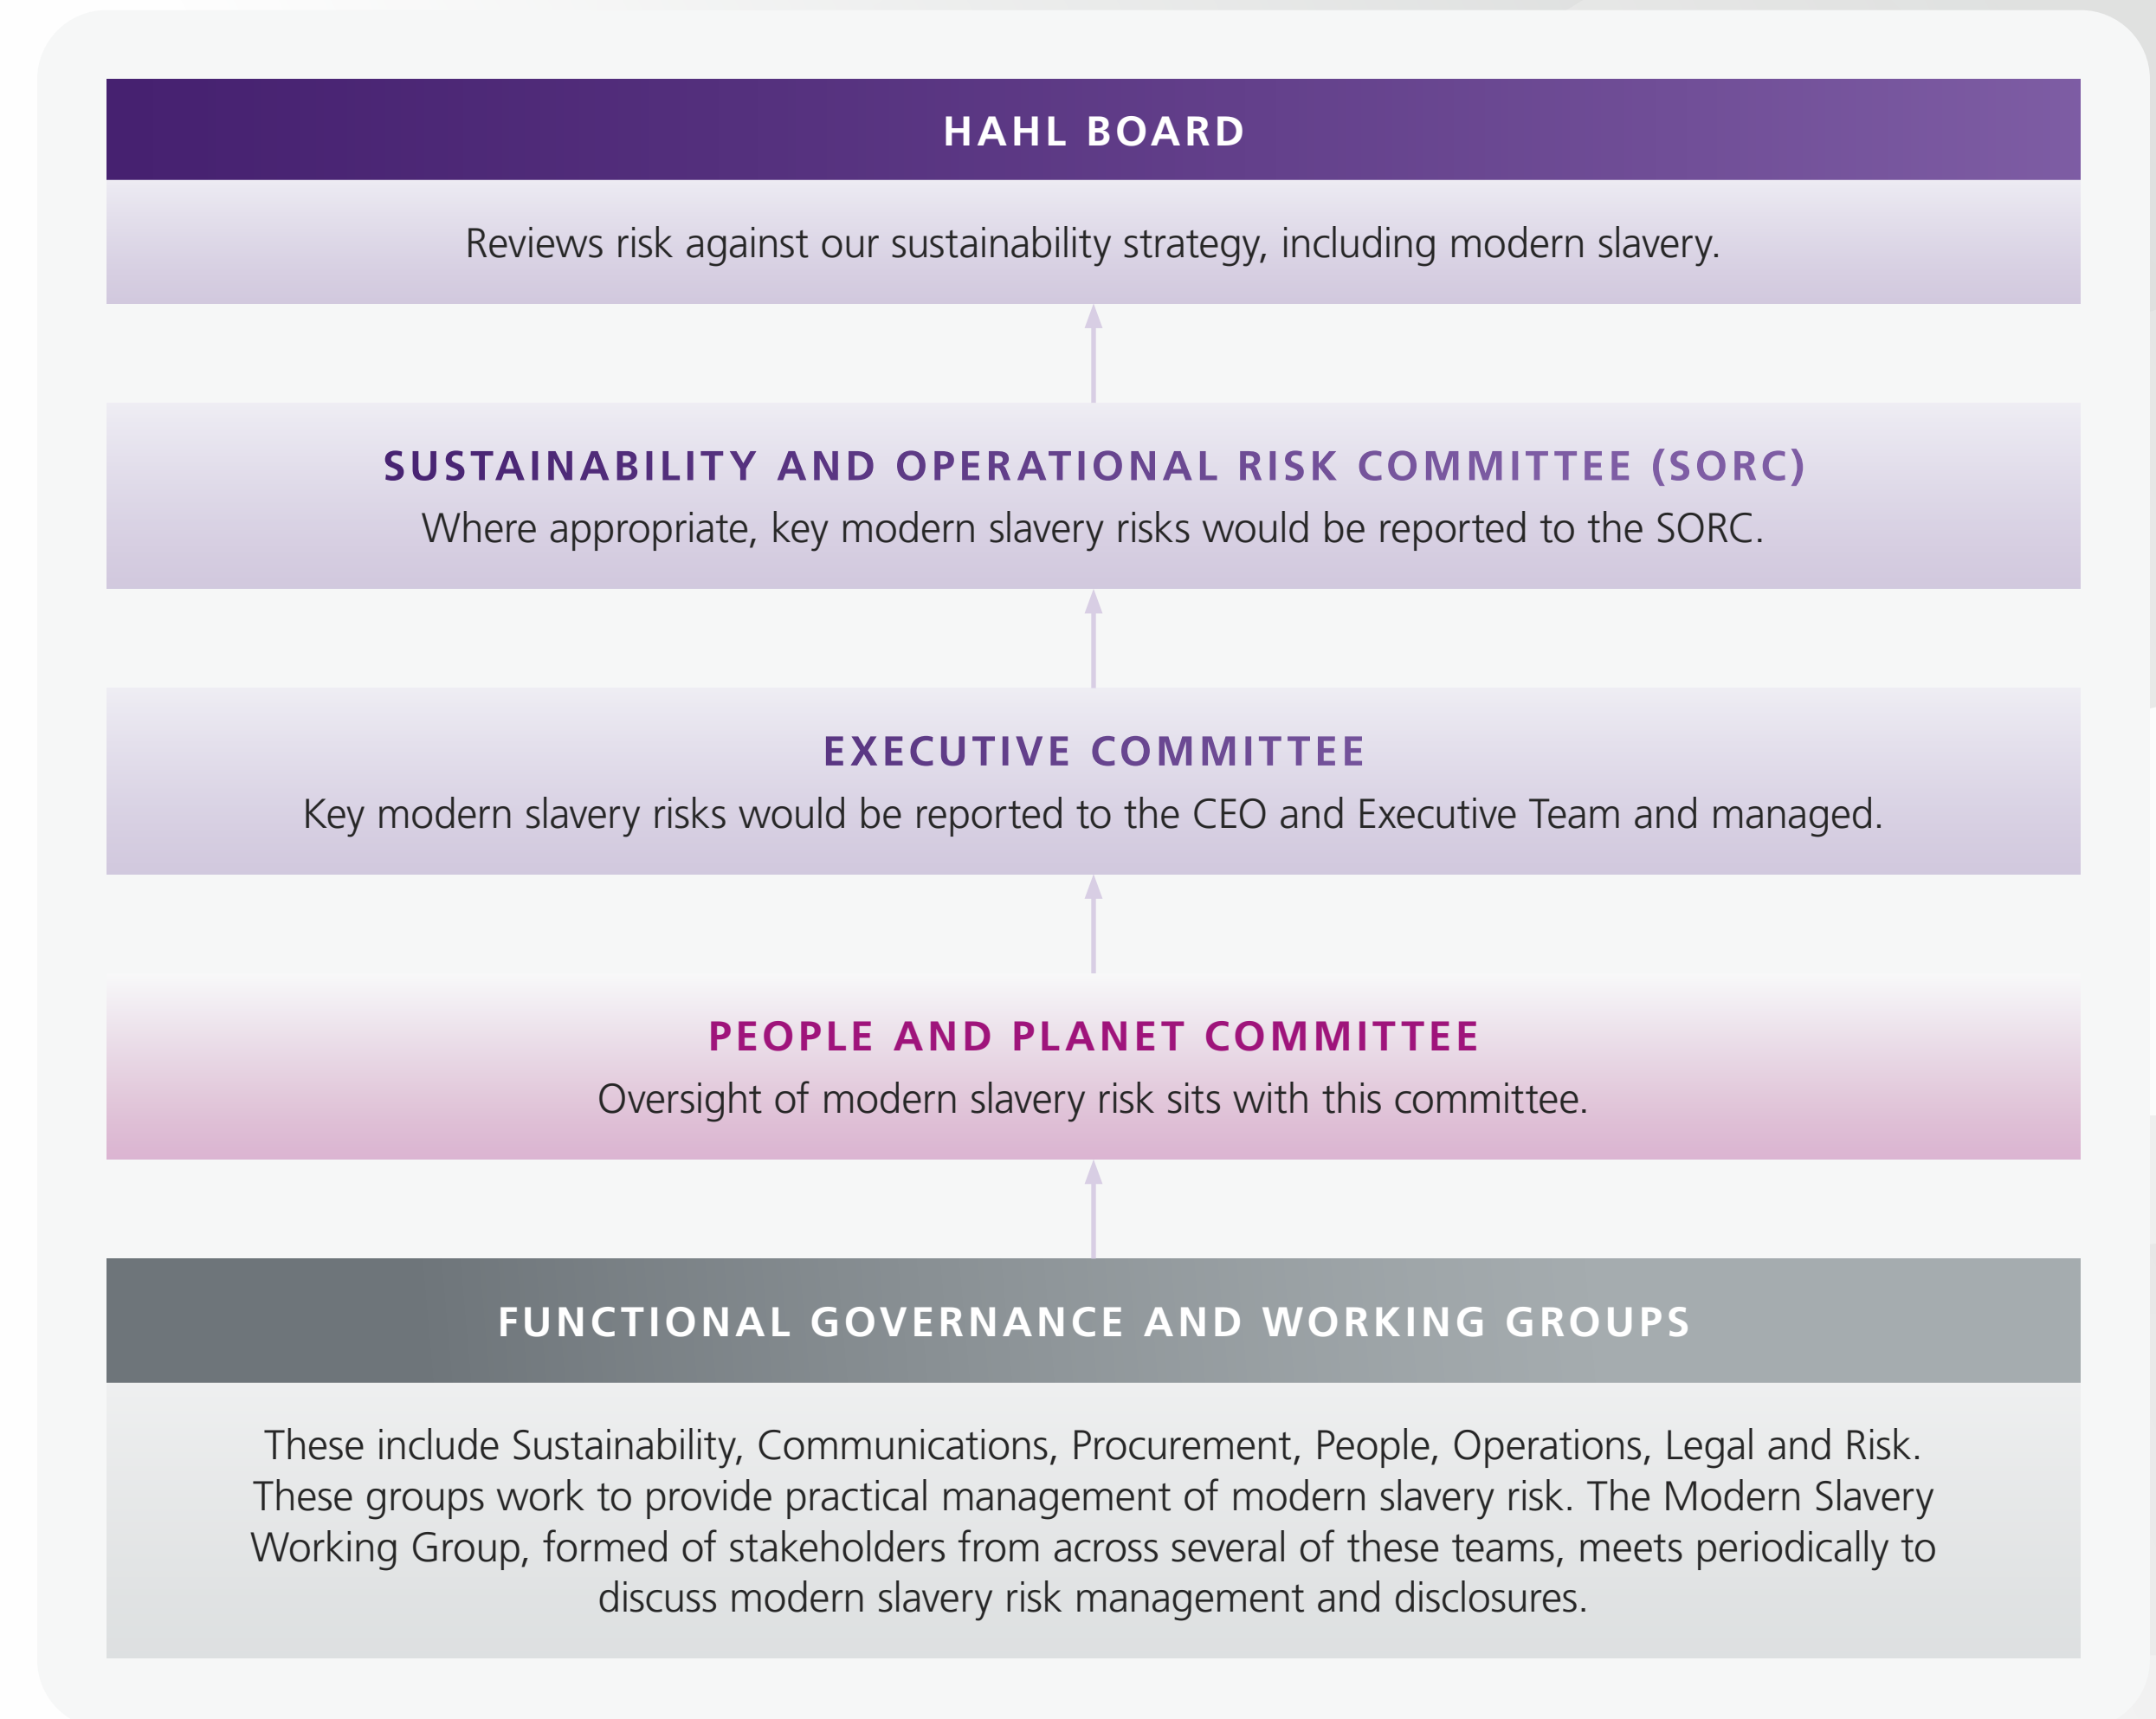 HAHL BOARD
Reviews risk against our sustainability strategy, including modern slavery.
SUSTAINABILITY AND OPERATIONAL RISK COMMITTEE (SORC)
Where appropriate, key modern slavery risks would be reported to the SORC.
EXECUTIVE COMMITTEE
Key modern slavery risks would be reported to the CEO and Executive Team and managed.
PEOPLE AND PLANET COMMITTEE
Oversight of modern slavery risk sits with this committee.
FUNCTIONAL GOVERNANCE AND WORKING GROUPS
These include Sustainability, Communications, Procurement, People, Operations, Legal and Risk.
These groups work to provide practical management of modern slavery risk. The Modern Slavery
Working Group, formed of stakeholders from across several of these teams, meets periodically to
discuss modern slavery risk management and disclosures.